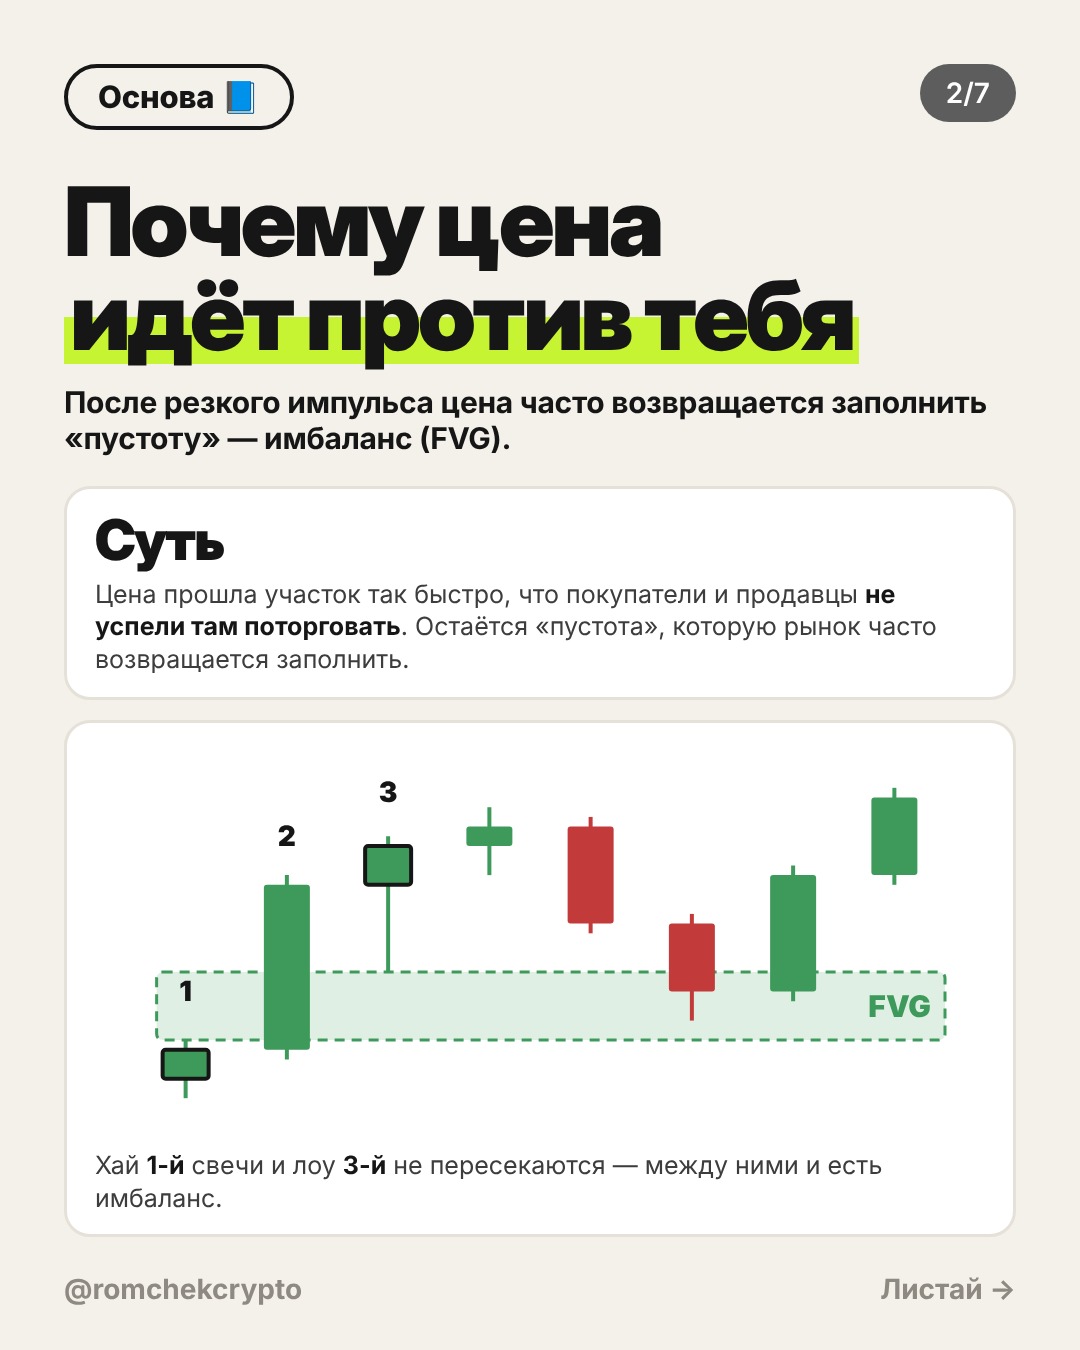 Основа 📘
2/7
Почему цена
идёт против тебя
После резкого импульса цена часто возвращается заполнить
«пустоту» — имбаланс (FVG).
Суть
Цена прошла участок так быстро, что покупатели и продавцы не
успели там поторговать. Остаётся «пустота», которую рынок часто
возвращается заполнить.
3
2
1
FVG
Хай 1-й свечи и лоу 3-й не пересекаются — между ними и есть
имбаланс.
@romchekcrypto
Листай →